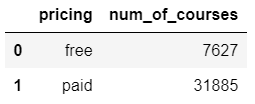 pricing num_of_courses
0 free 7627
1 paid 31885